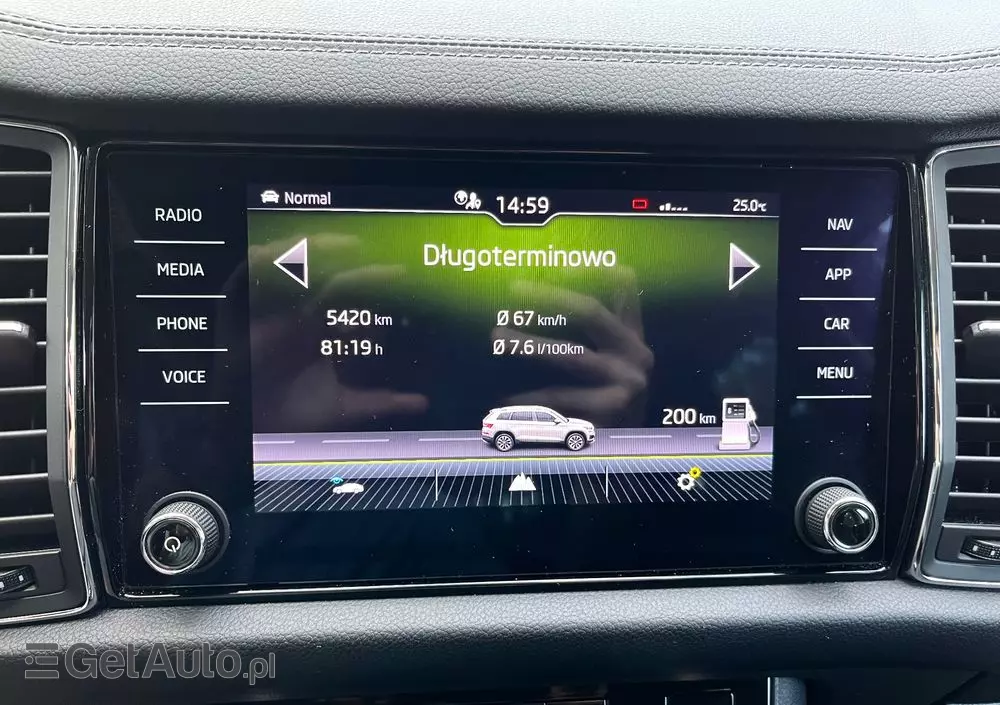 Normal
14:59
25.0°C
RADIO
MEDIA
PHONE
VOICE
Długoterminowo
5420 km
Ø 67 km/h
81:19 h
Ø 7.6 l/100km
200 km
NAV
APP
CAR
MENU
GetAuto.pl